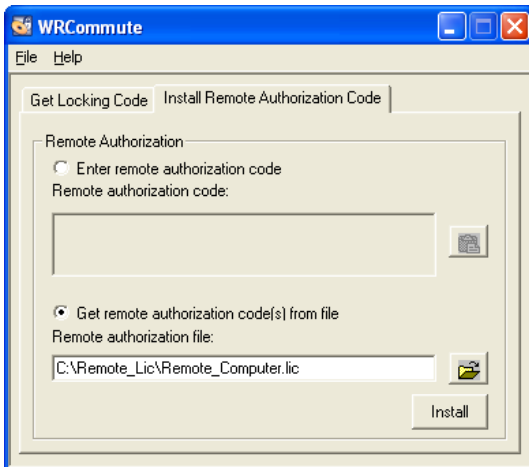 WRCommute
File Help
Get Locking Code Install Remote Authorization Code
Remote Authorization
Enter remote authorization code
Remote authorization code:
Get remote authorization code(s) from file
Remote authorization file:
C:\Remote_Lic\Remote_Computer.lic
Install